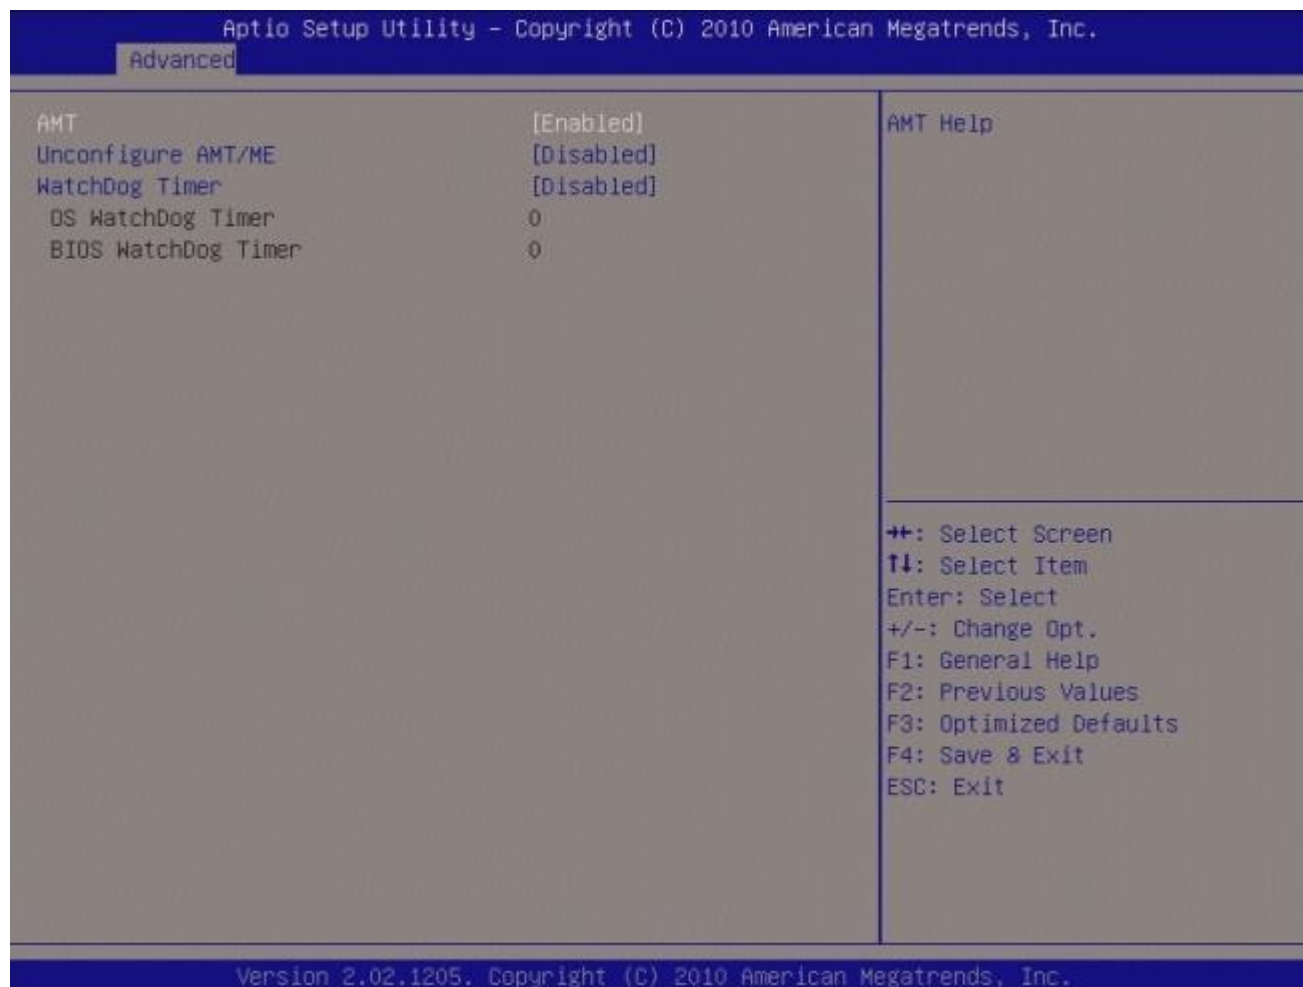 Aptio Setup Utility – Copyright (C) 2010 American Megatrends, Inc.
Advanced
AMT [Enabled]
Unconfigure AMT/ME [Disabled]
WatchDog Timer [Disabled]
OS WatchDog Timer 0
BIOS WatchDog Timer 0
AMT Help
→←: Select Screen
↑↓: Select Item
Enter: Select
+/-: Change Opt.
F1: General Help
F2: Previous Values
F3: Optimized Defaults
F4: Save & Exit
ESC: Exit
Version 2.02.1205. Copyright (C) 2010 American Megatrends, Inc.